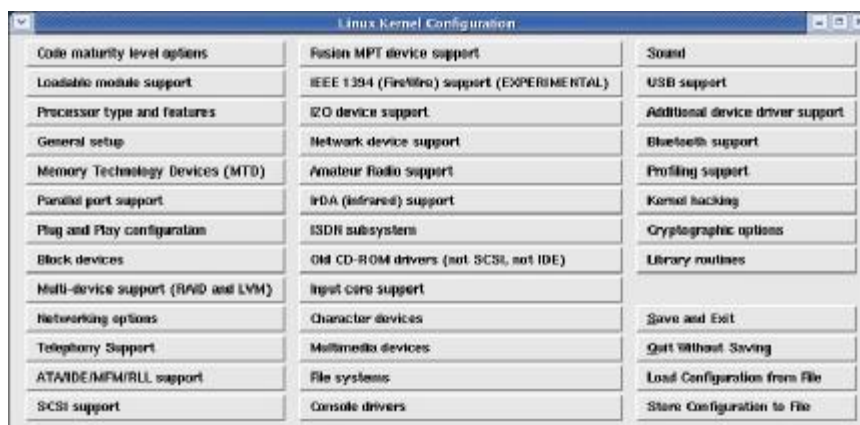 Linux Kernel Configuration
Code maturity level options
Loadable module support
Processor type and features
General setup
Memory Technology Devices (MTD)
Parallel port support
Plug and Play configuration
Block devices
Multi-device support (RAID and LVM)
Networking options
Telephony Support
ATA/IDE/MFM/RLL support
SCSI support
Fusion MPT device support
IEEE 1394 (FireWire) support (EXPERIMENTAL)
I2O device support
Network device support
Amateur Radio support
IrDA (infrared) support
ISDN subsystem
Old CD-ROM drivers (not SCSI, not IDE)
Input core support
Character devices
Multimedia devices
File systems
Console drivers
Sound
USB support
Additional device driver support
Bluetooth support
Profiling support
Kernel hacking
Cryptographic options
Library routines
Save and Exit
Quit Without Saving
Load Configuration from File
Store Configuration to File